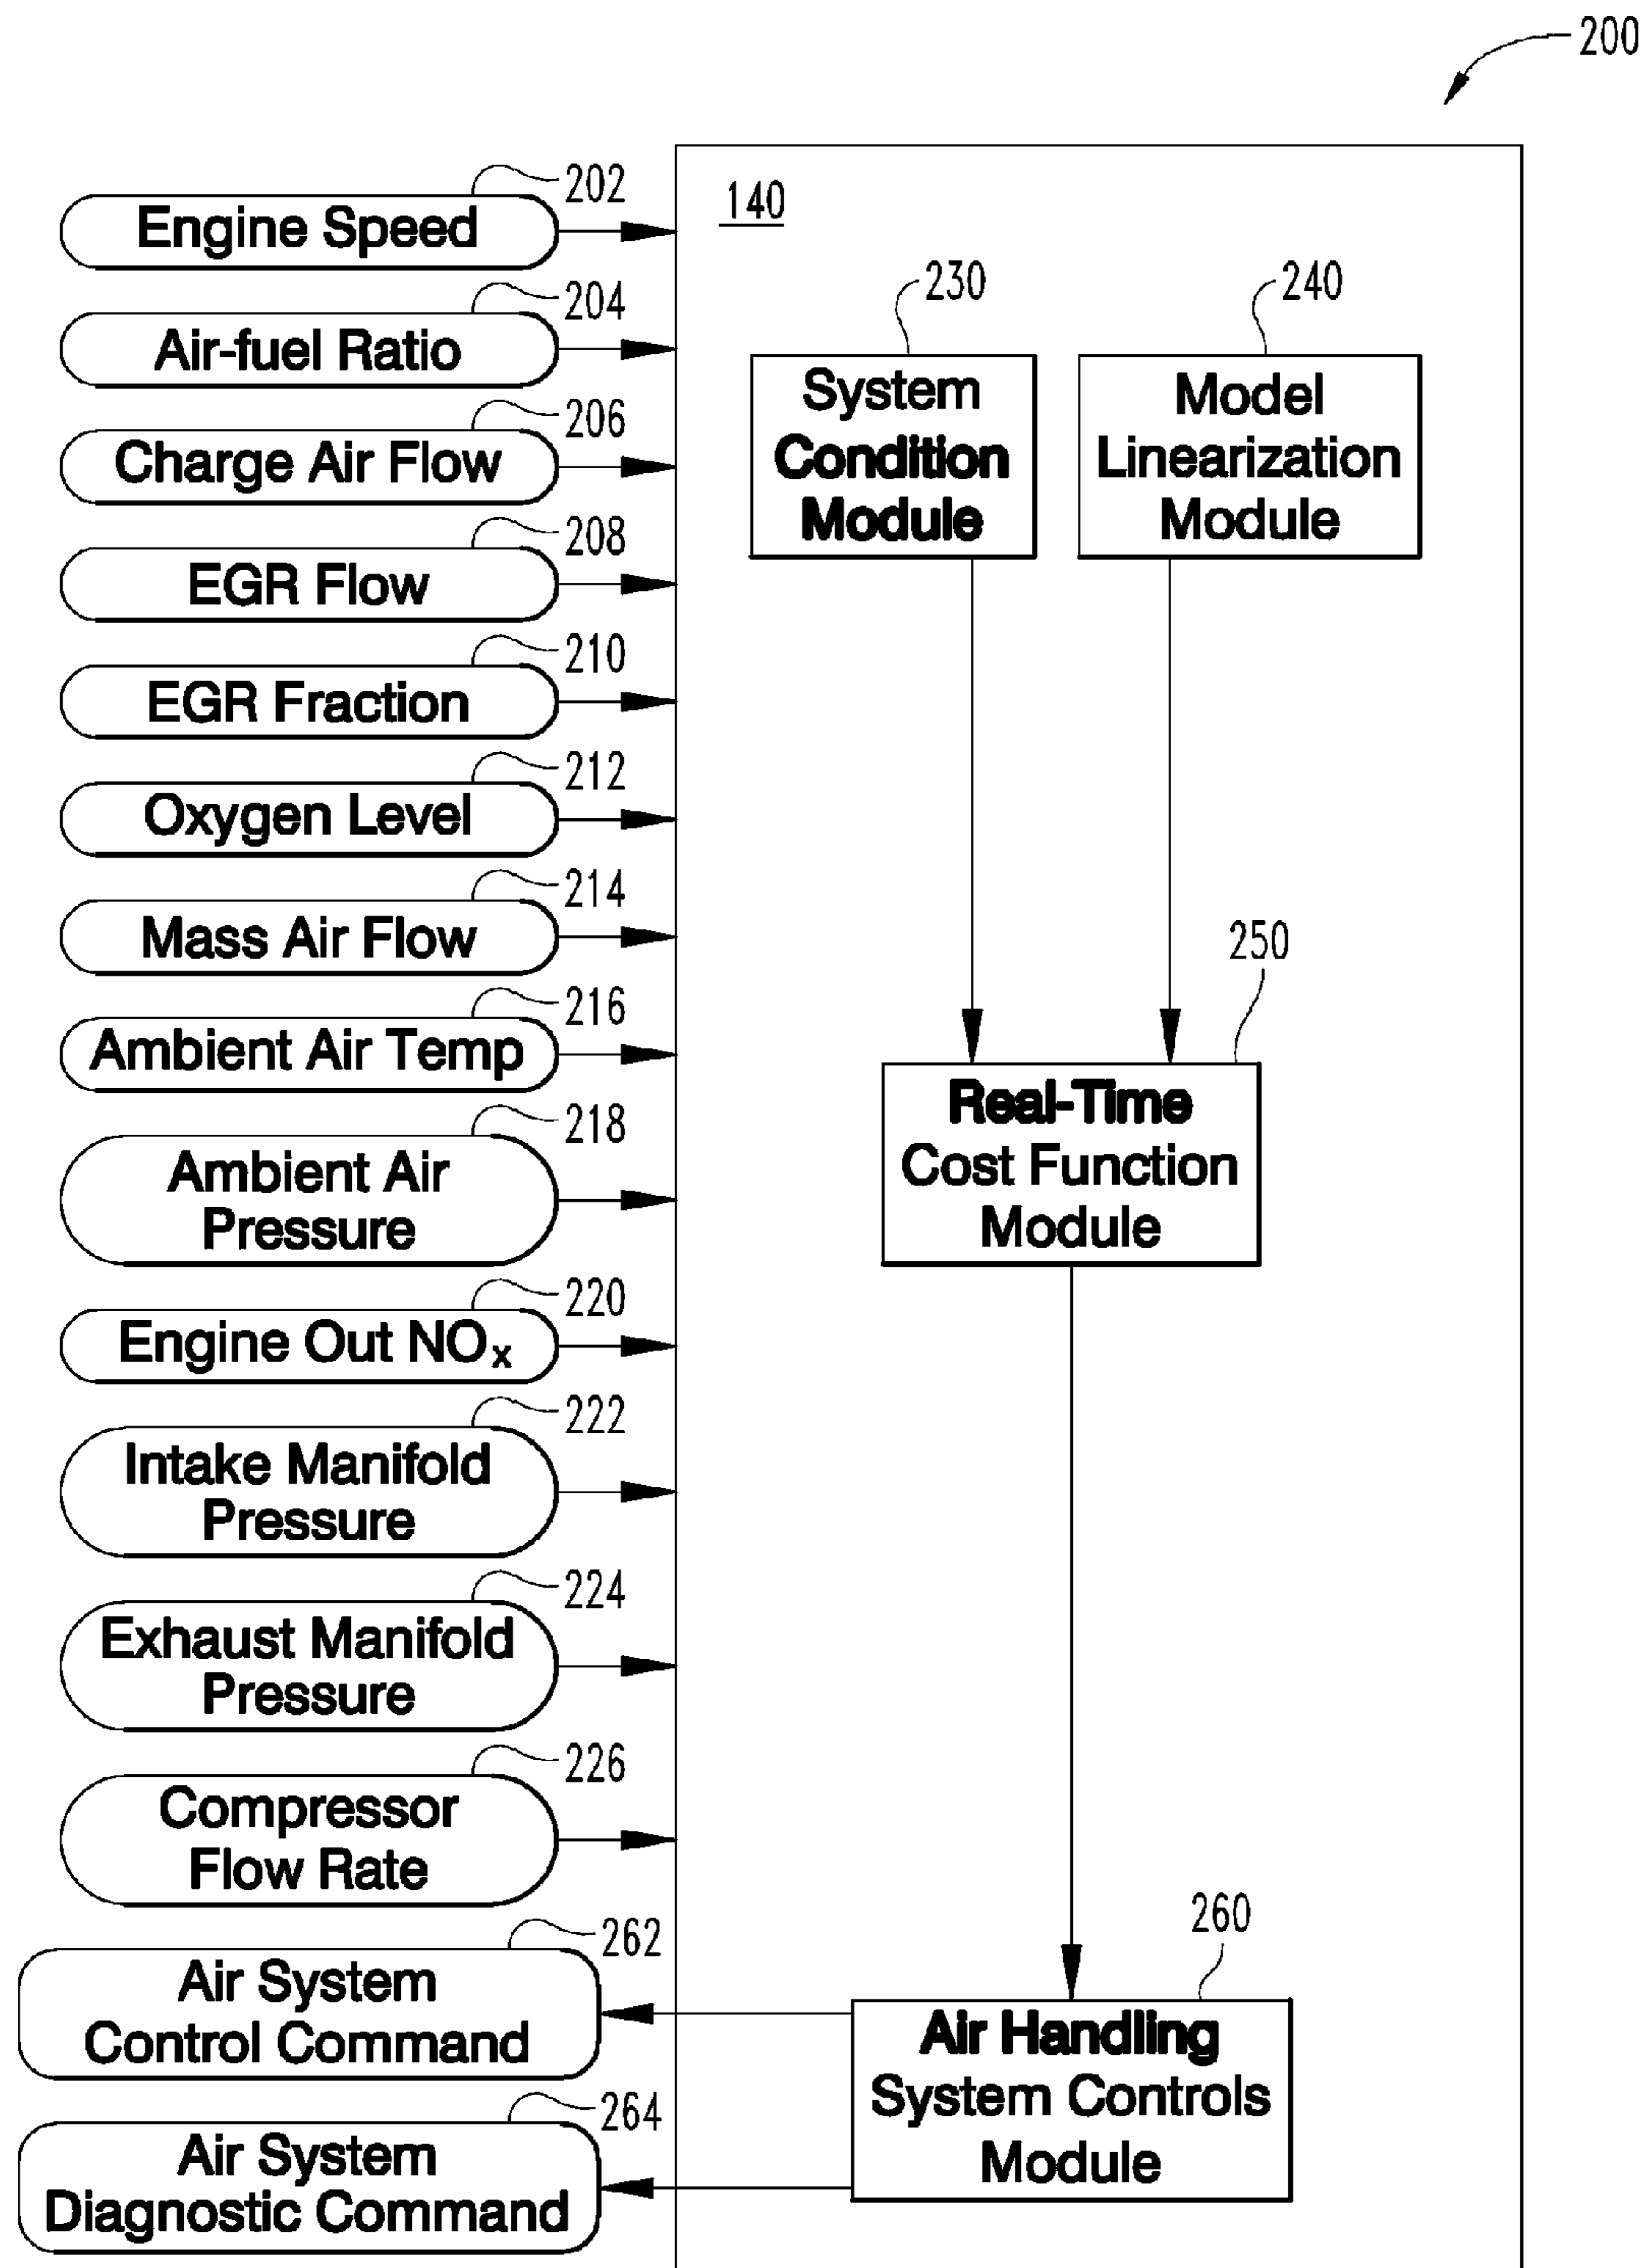 200
202
Engine Speed
140
204
Air-fuel Ratio
230
240
206
Charge Air Flow
System
Condition
Module
Model
Linearization
Module
208
EGR Flow
210
EGR Fraction
212
Oxygen Level
214
Mass Air Flow
250
216
Ambient Air Temp
218
Ambient Air
Pressure
Real-Time
Cost Function
Module
220
Engine Out NOₓ
222
Intake Manifold
Pressure
224
Exhaust Manifold
Pressure
226
Compressor
Flow Rate
260
262
Air System
Control Command
Air Handling
System Controls
Module
264
Air System
Diagnostic Command